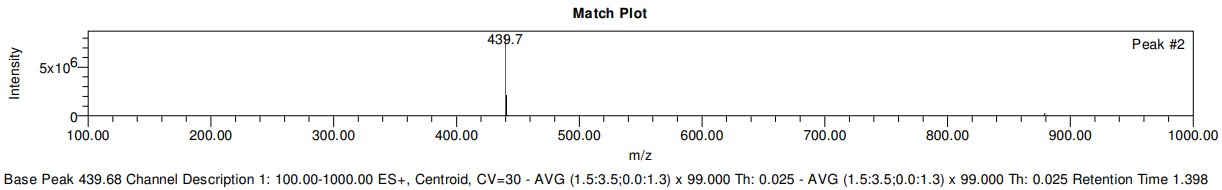 Match Plot
439.7
Peak #2
Intensity
5x10^6
0
100.00 200.00 300.00 400.00 500.00 600.00 700.00 800.00 900.00 1000.00
m/z
Base Peak 439.68 Channel Description 1: 100.00-1000.00 ES+, Centroid, CV=30 - AVG (1.5:3.5;0.0:1.3) x 99.000 Th: 0.025 - AVG (1.5:3.5;0.0:1.3) x 99.000 Th: 0.025 Retention Time 1.398